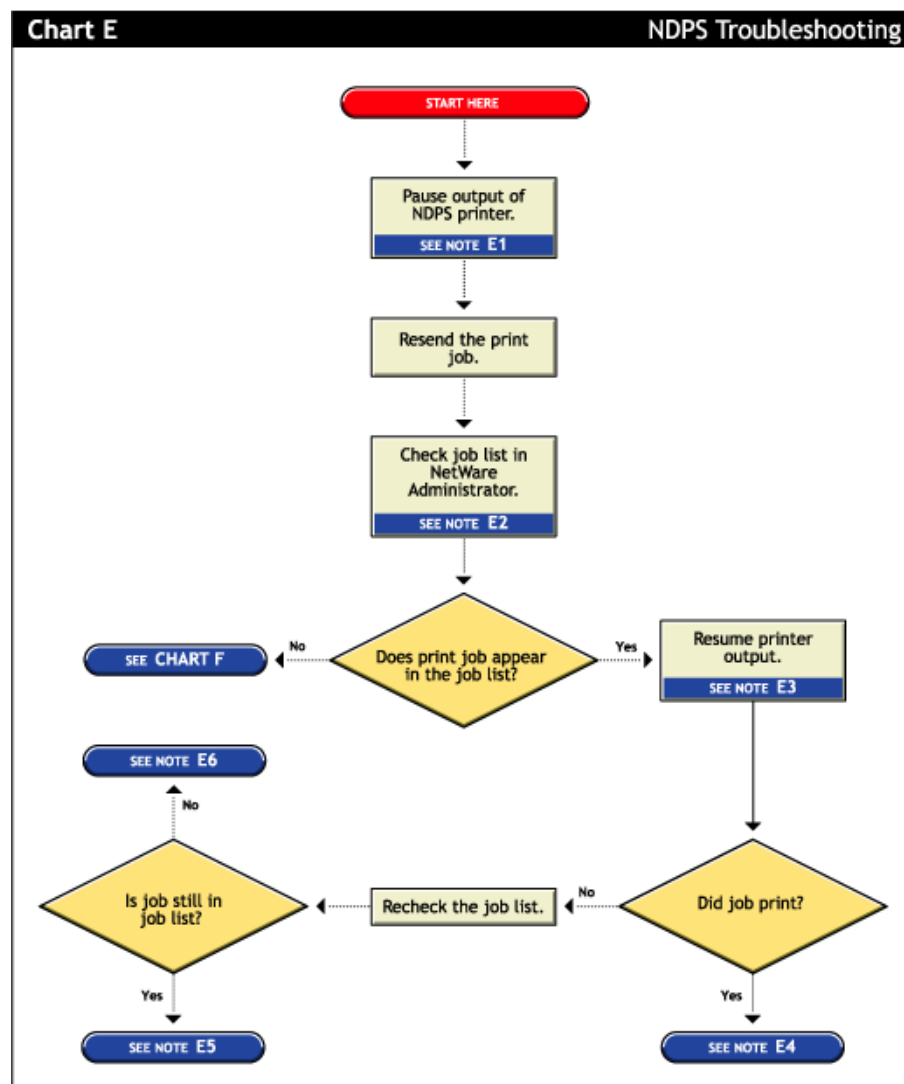 Chart E
NDPS Troubleshooting
START HERE
Pause output of
NDPS printer.
SEE NOTE E1
Resend the print
job.
Check job list in
NetWare
Administrator.
SEE NOTE E2
Does print job appear
in the job list?
No
SEE CHART F
Yes
Resume printer
output.
SEE NOTE E3
Did job print?
No
Recheck the job list.
Is job still in
job list?
No
SEE NOTE E6
Yes
SEE NOTE E5
Yes
SEE NOTE E4